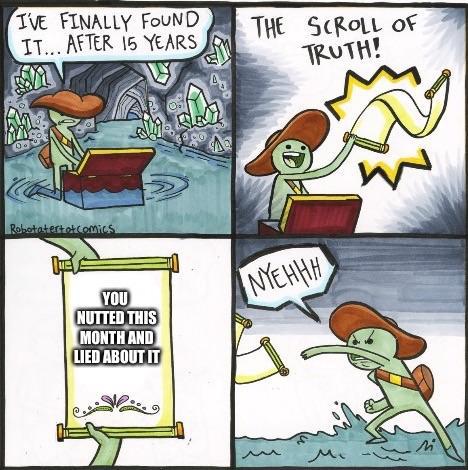 I'VE FINALLY FOUND
IT... AFTER 15 YEARS
THE SCROLL OF
TRUTH!
RobotatertotComics
YOU
NUTTED THIS
MONTH AND
LIED ABOUT IT
NYEHHH